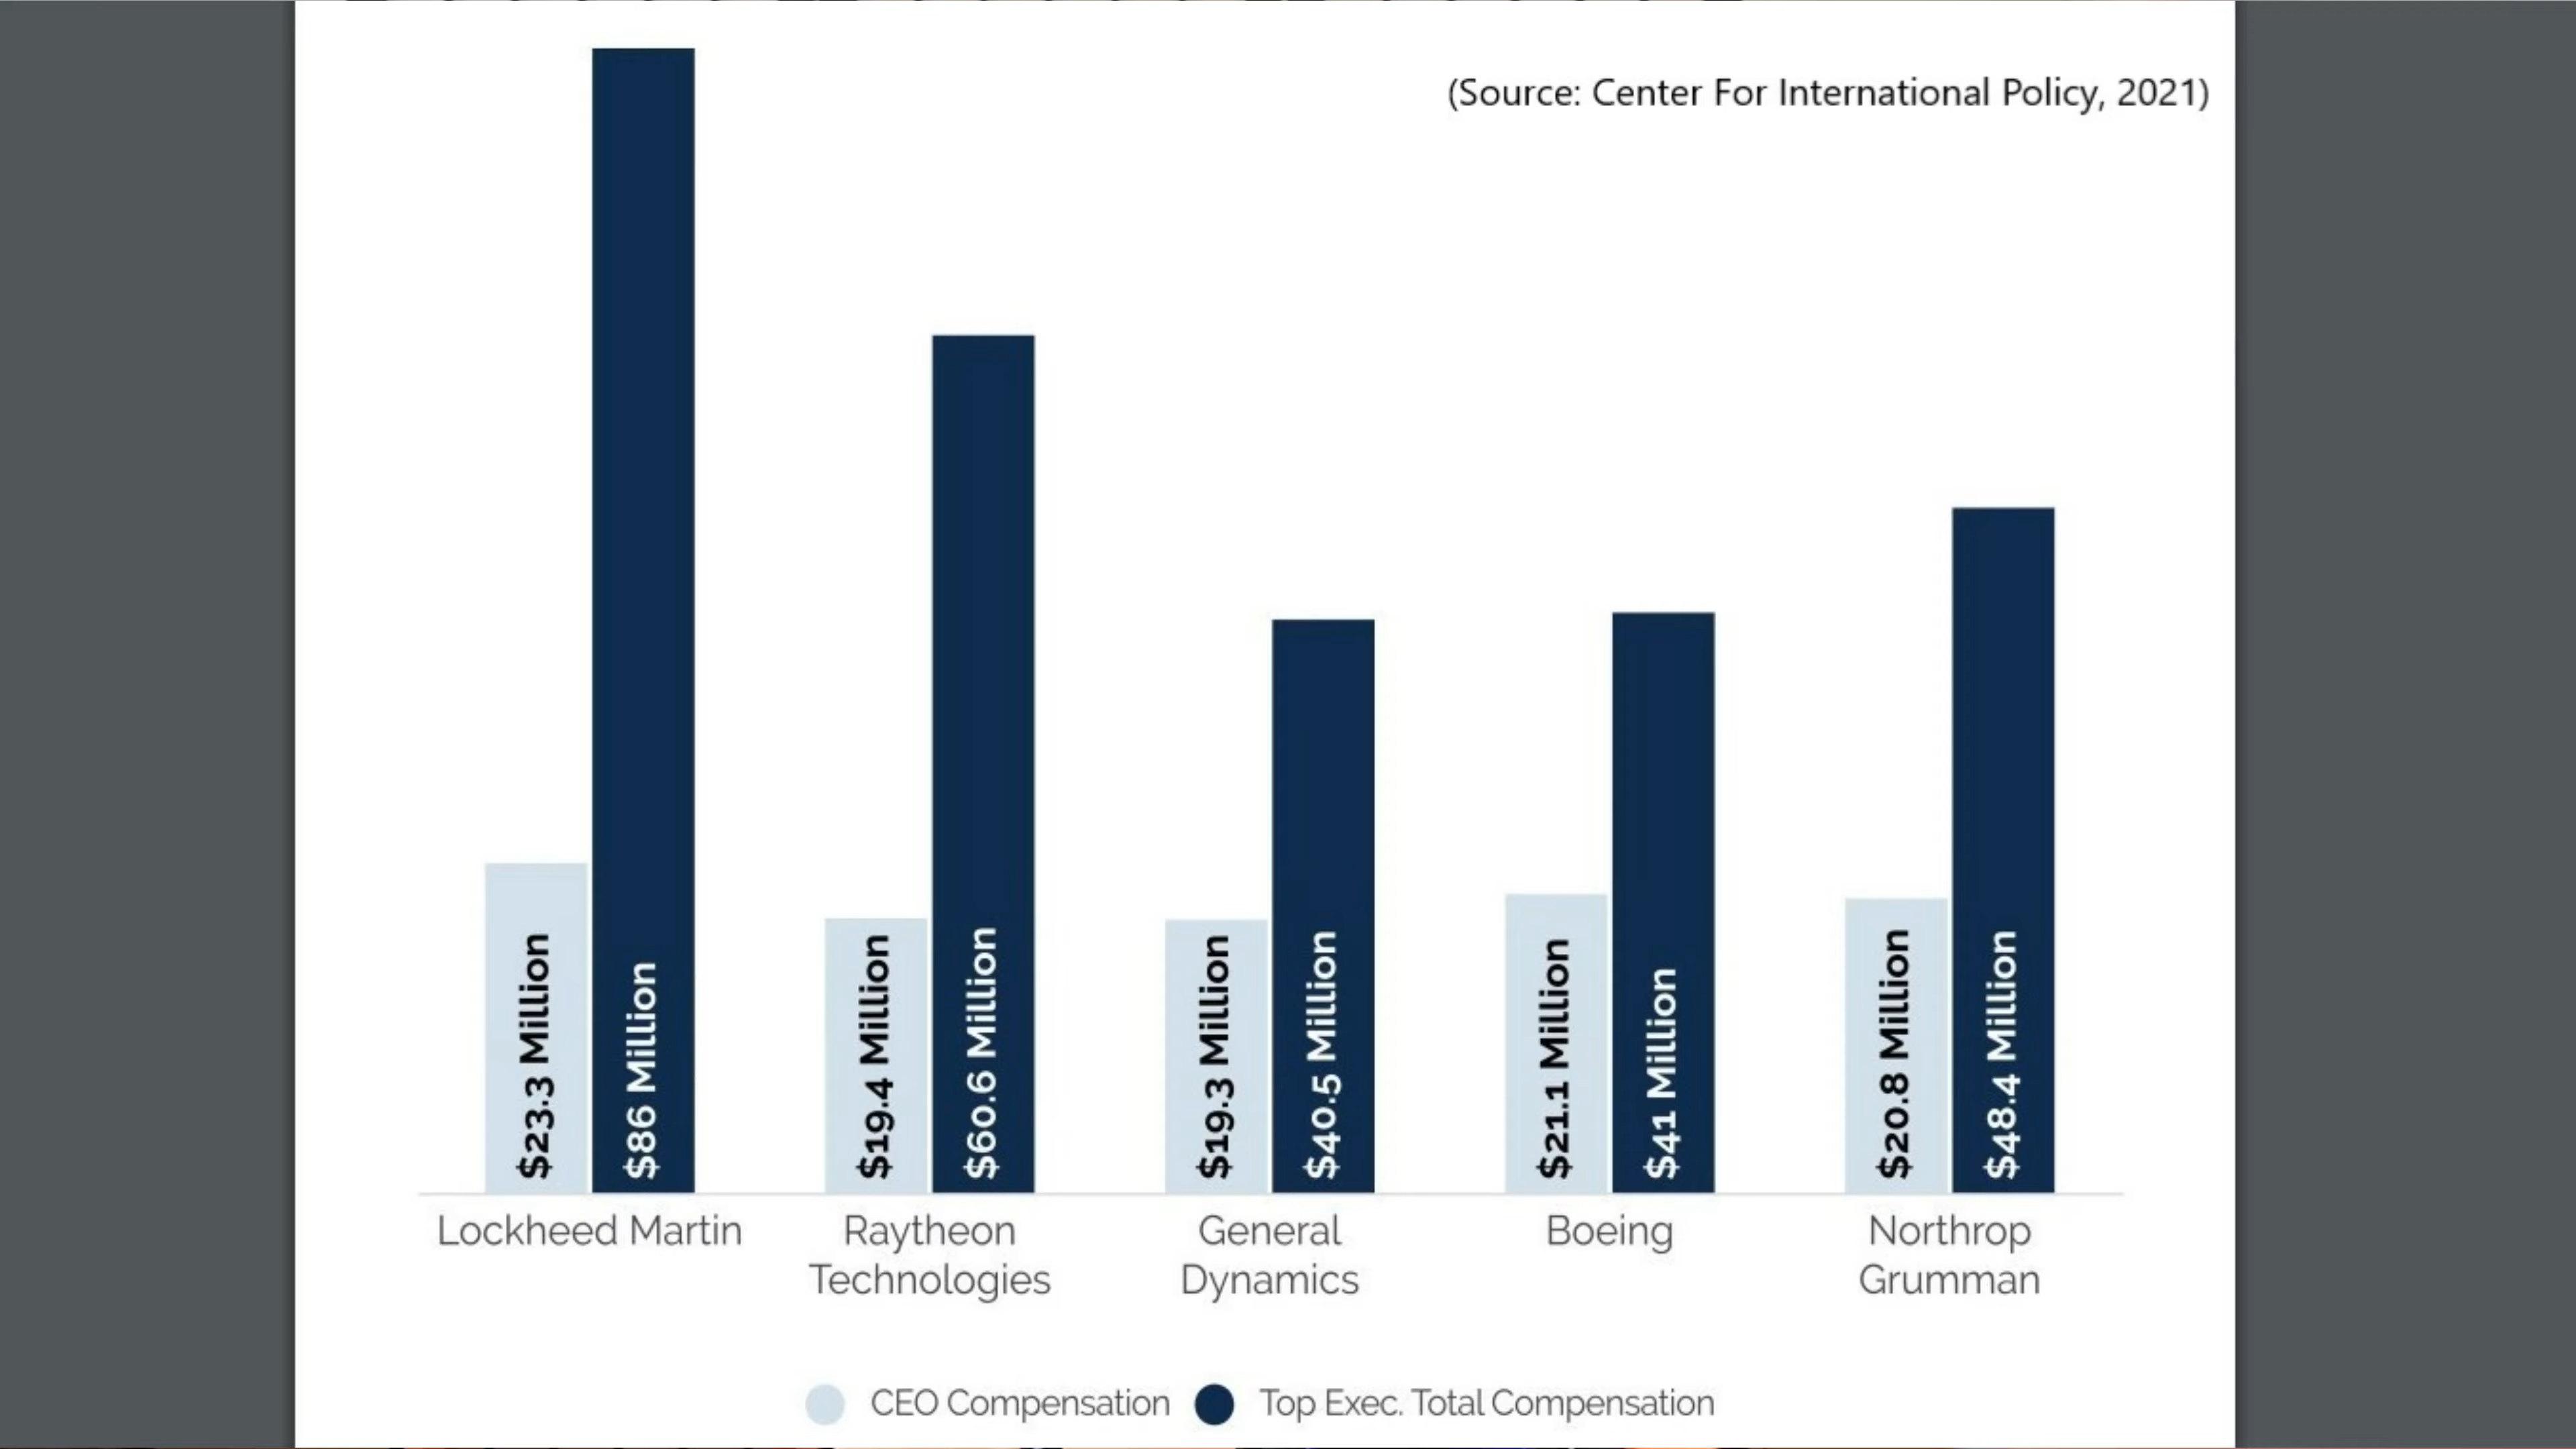 (Source: Center For International Policy, 2021)
$23.3 Million
$86 Million
$19.4 Million
$60.6 Million
$19.3 Million
$40.5 Million
$21.1 Million
$41 Million
$20.8 Million
$48.4 Million
Lockheed Martin
Raytheon
Technologies
General
Dynamics
Boeing
Northrop
Grumman
CEO Compensation
Top Exec. Total Compensation